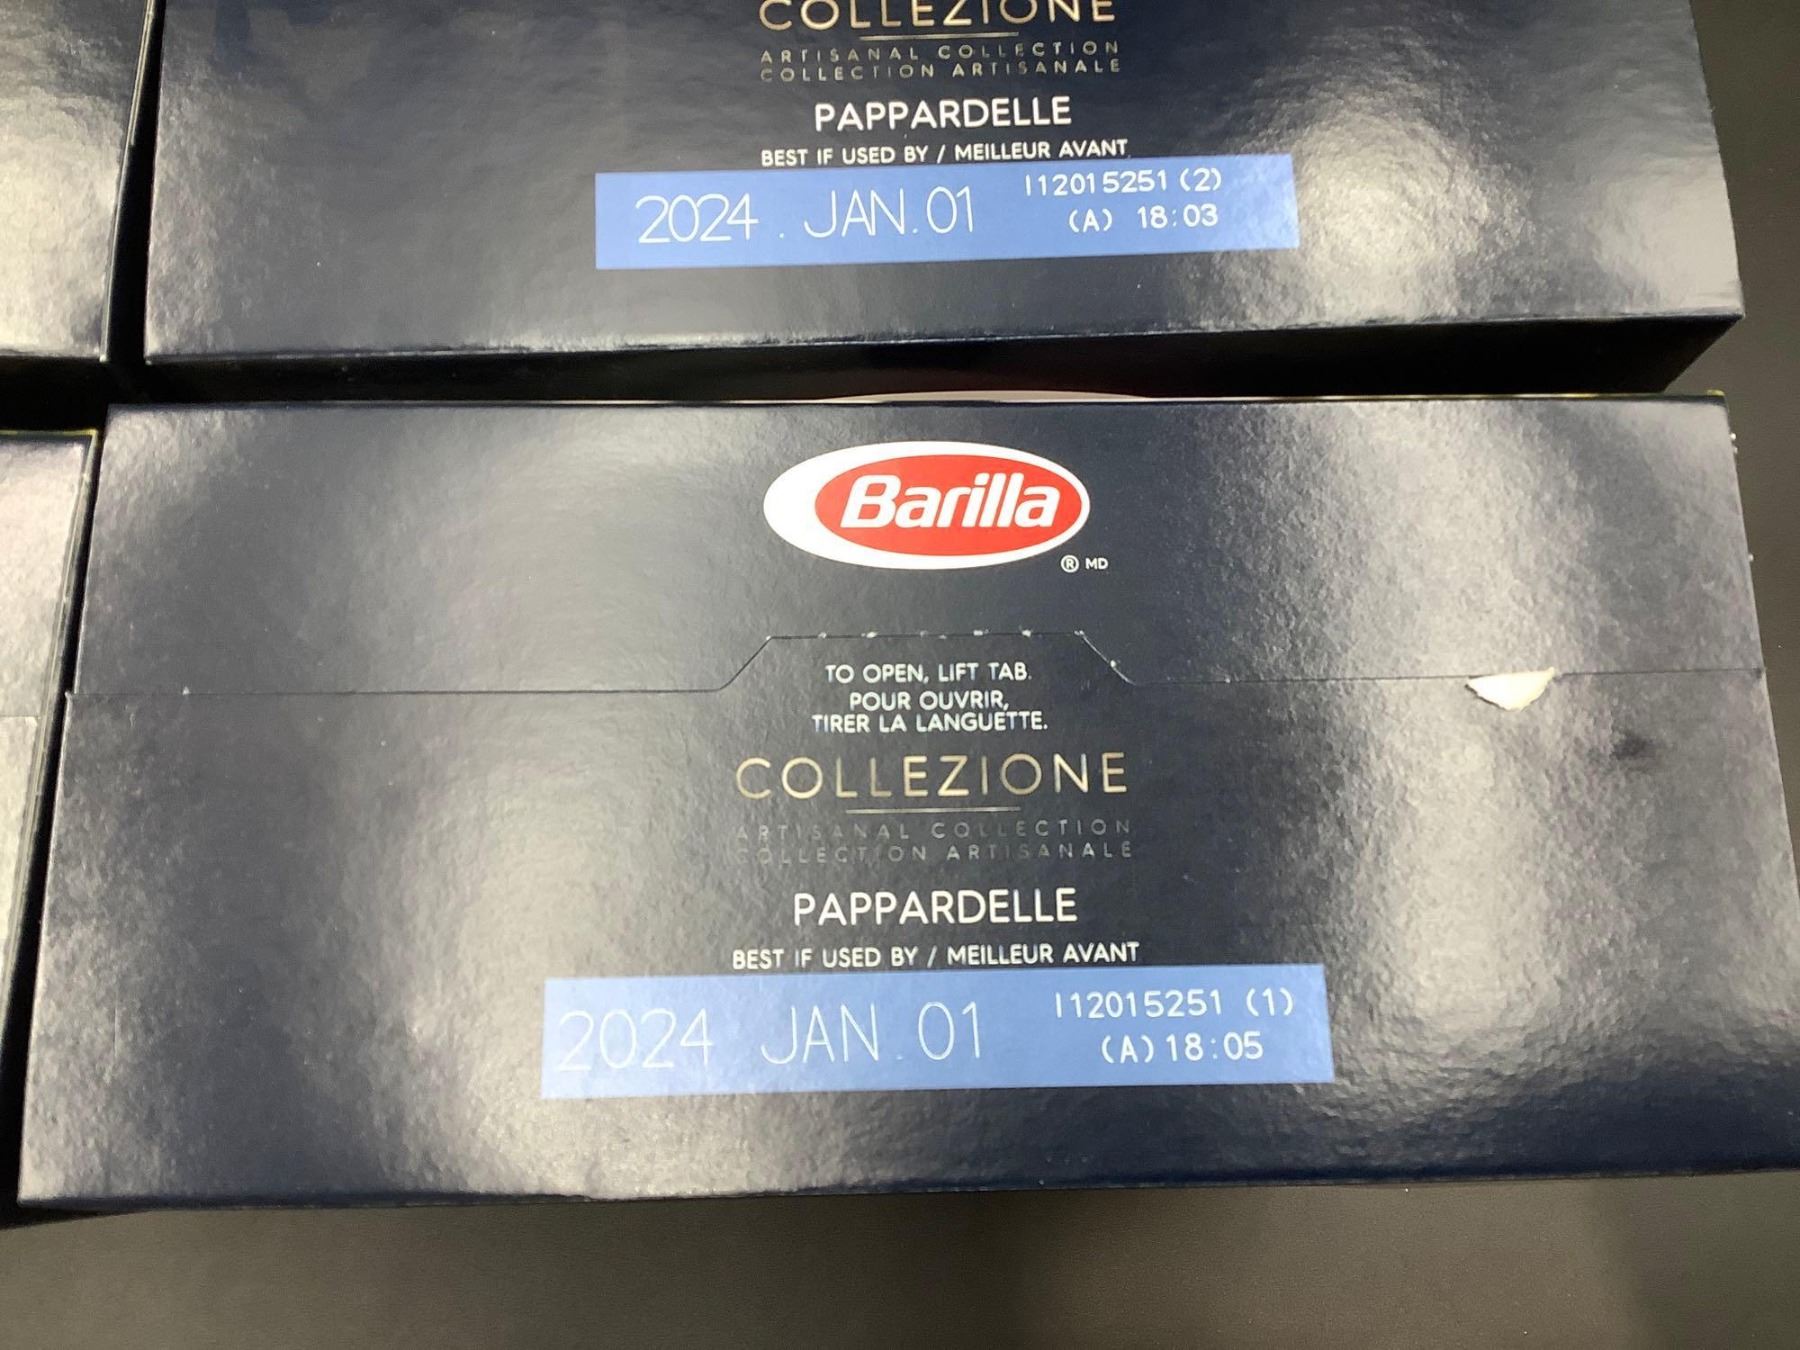 COLLEZIONE
ARTISANAL COLLECTION
COLLECTION ARTISANALE
PAPPARDELLE
BEST IF USED BY / MEILLEUR AVANT
2024 . JAN.01
I12015251 (2)
(A) 18:03
Barilla
® MD
TO OPEN, LIFT TAB.
POUR OUVRIR,
TIRER LA LANGUETTE.
COLLEZIONE
ARTISANAL COLLECTION
COLLECTION ARTISANALE
PAPPARDELLE
BEST IF USED BY / MEILLEUR AVANT
2024 JAN.01
I12015251 (1)
(A) 18:05